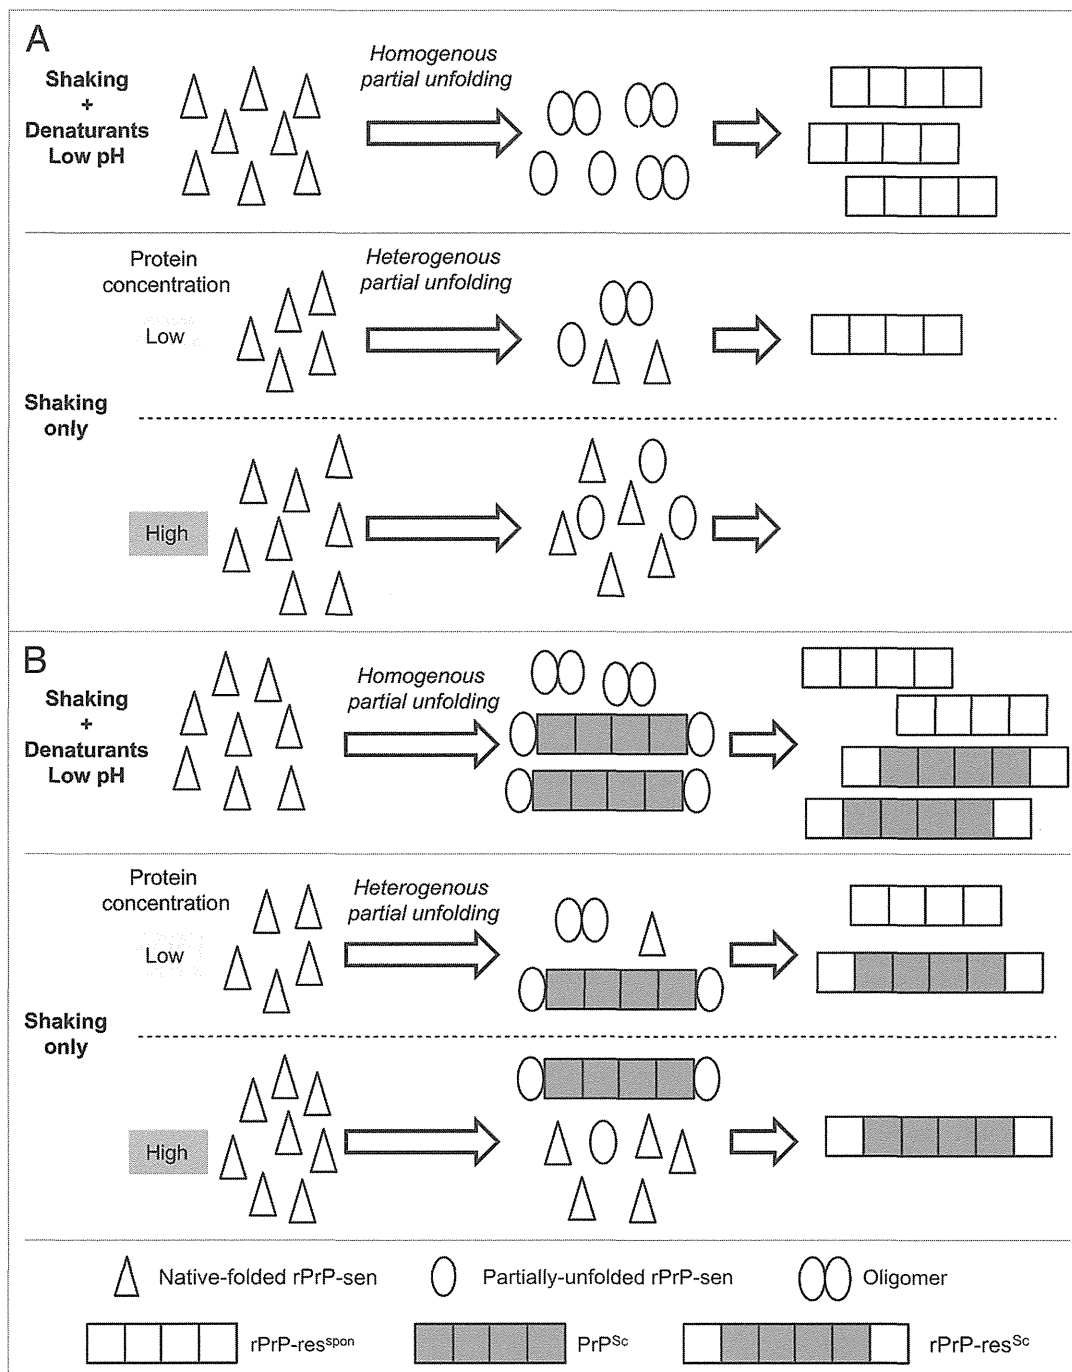 A
Shaking
+
Denaturants
Low pH
Homogenous
partial unfolding
Protein
concentration
Low
Heterogenous
partial unfolding
Shaking
only
High
B
Shaking
+
Denaturants
Low pH
Homogenous
partial unfolding
Protein
concentration
Low
Heterogenous
partial unfolding
Shaking
only
High
Native-folded rPrP-sen
Partially-unfolded rPrP-sen
Oligomer
rPrP-res^spon
PrP^Sc
rPrP-res^Sc